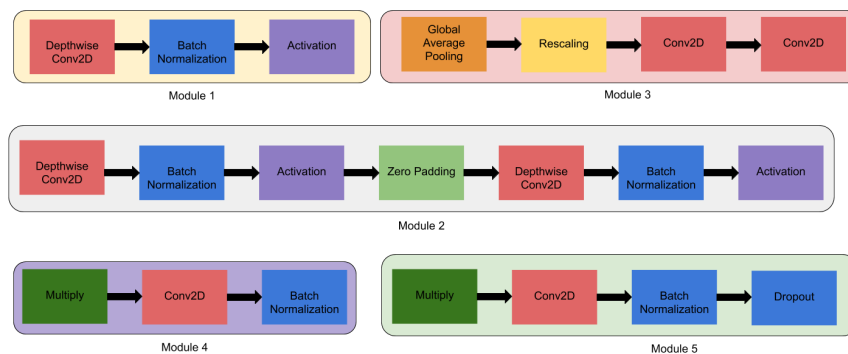 Depthwise
Conv2D
Batch
Normalization
Activation
Module 1
Global
Average
Pooling
Rescaling
Conv2D
Conv2D
Module 3
Depthwise
Conv2D
Batch
Normalization
Activation
Zero Padding
Depthwise
Conv2D
Batch
Normalization
Activation
Module 2
Multiply
Conv2D
Batch
Normalization
Module 4
Multiply
Conv2D
Batch
Normalization
Dropout
Module 5